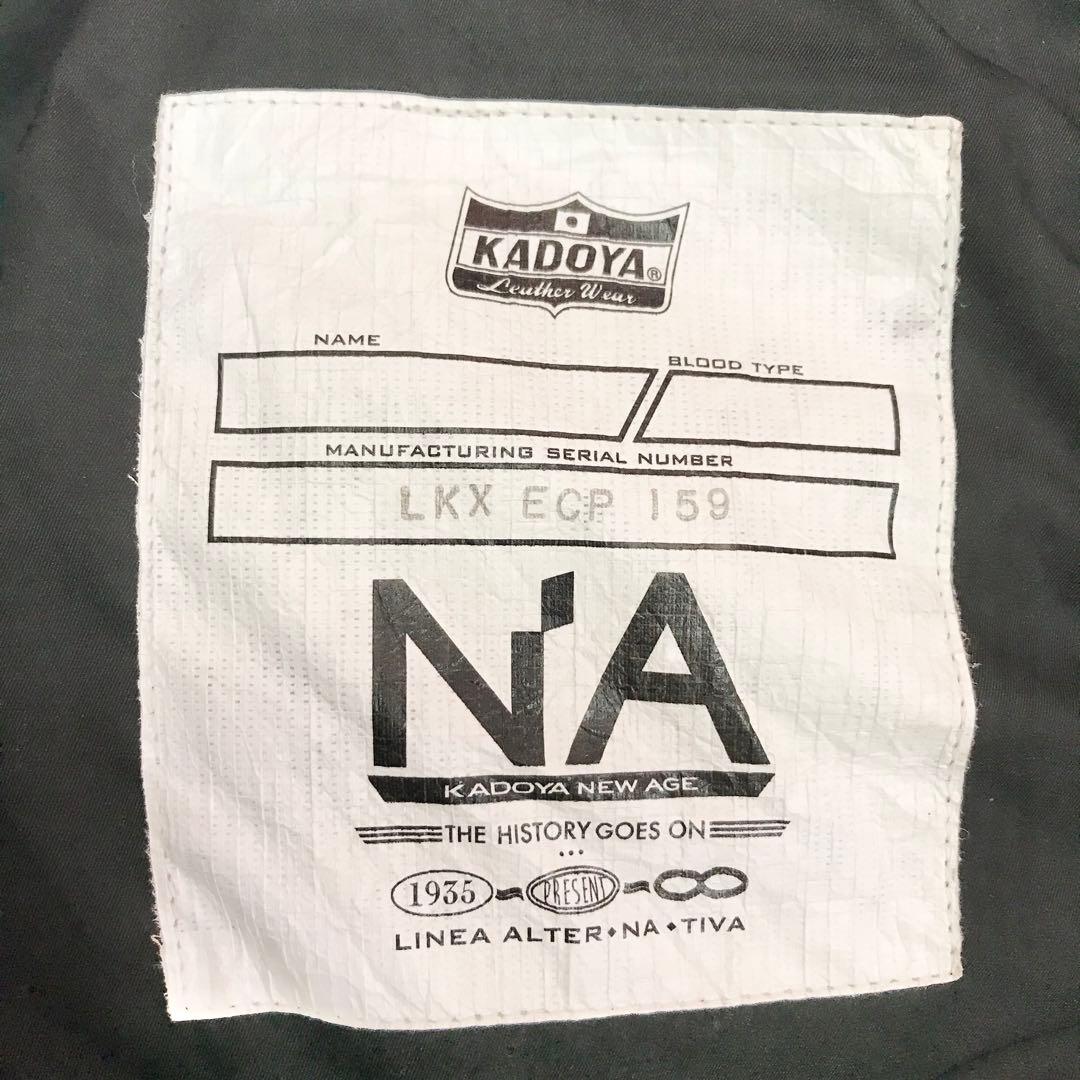 KADOYA®
Leather Wear
NAME
BLOOD TYPE
MANUFACTURING SERIAL NUMBER
LKX ECP 159
NA
KADOYA NEW AGE
THE HISTORY GOES ON
...
1935~PRESENT~∞
LINEA ALTER♦NA♦TIVA